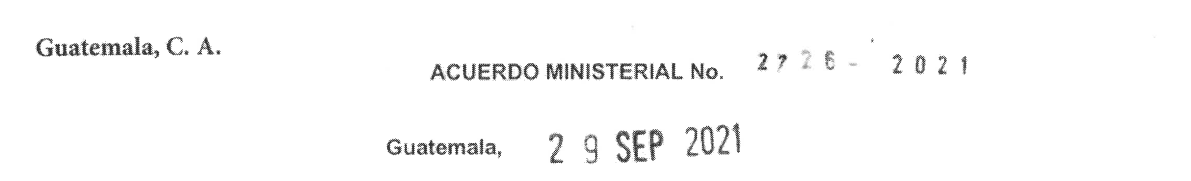 Guatemala, C. A.
ACUERDO MINISTERIAL No. 2726- 2021
Guatemala, 29 SEP 2021